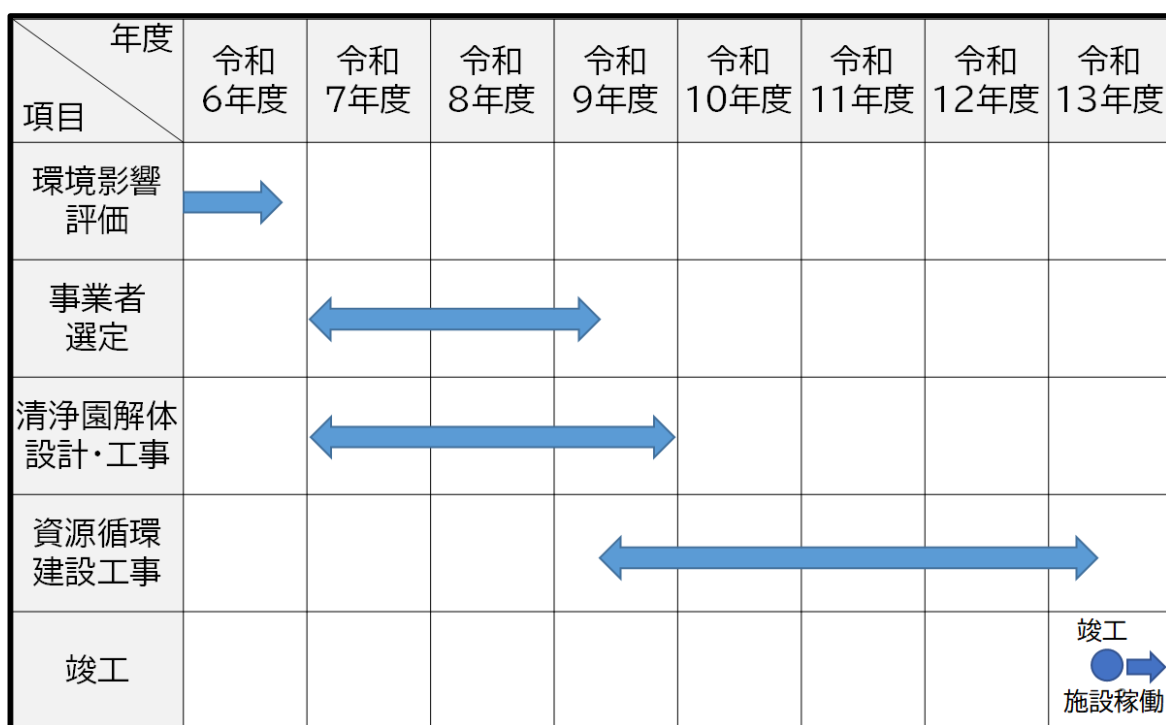 年度
項目
令和
6年度
令和
7年度
令和
8年度
令和
9年度
令和
10年度
令和
11年度
令和
12年度
令和
13年度
環境影響
評価
事業者
選定
清浄園解体
設計・工事
資源循環
建設工事
竣工
竣工
施設稼働